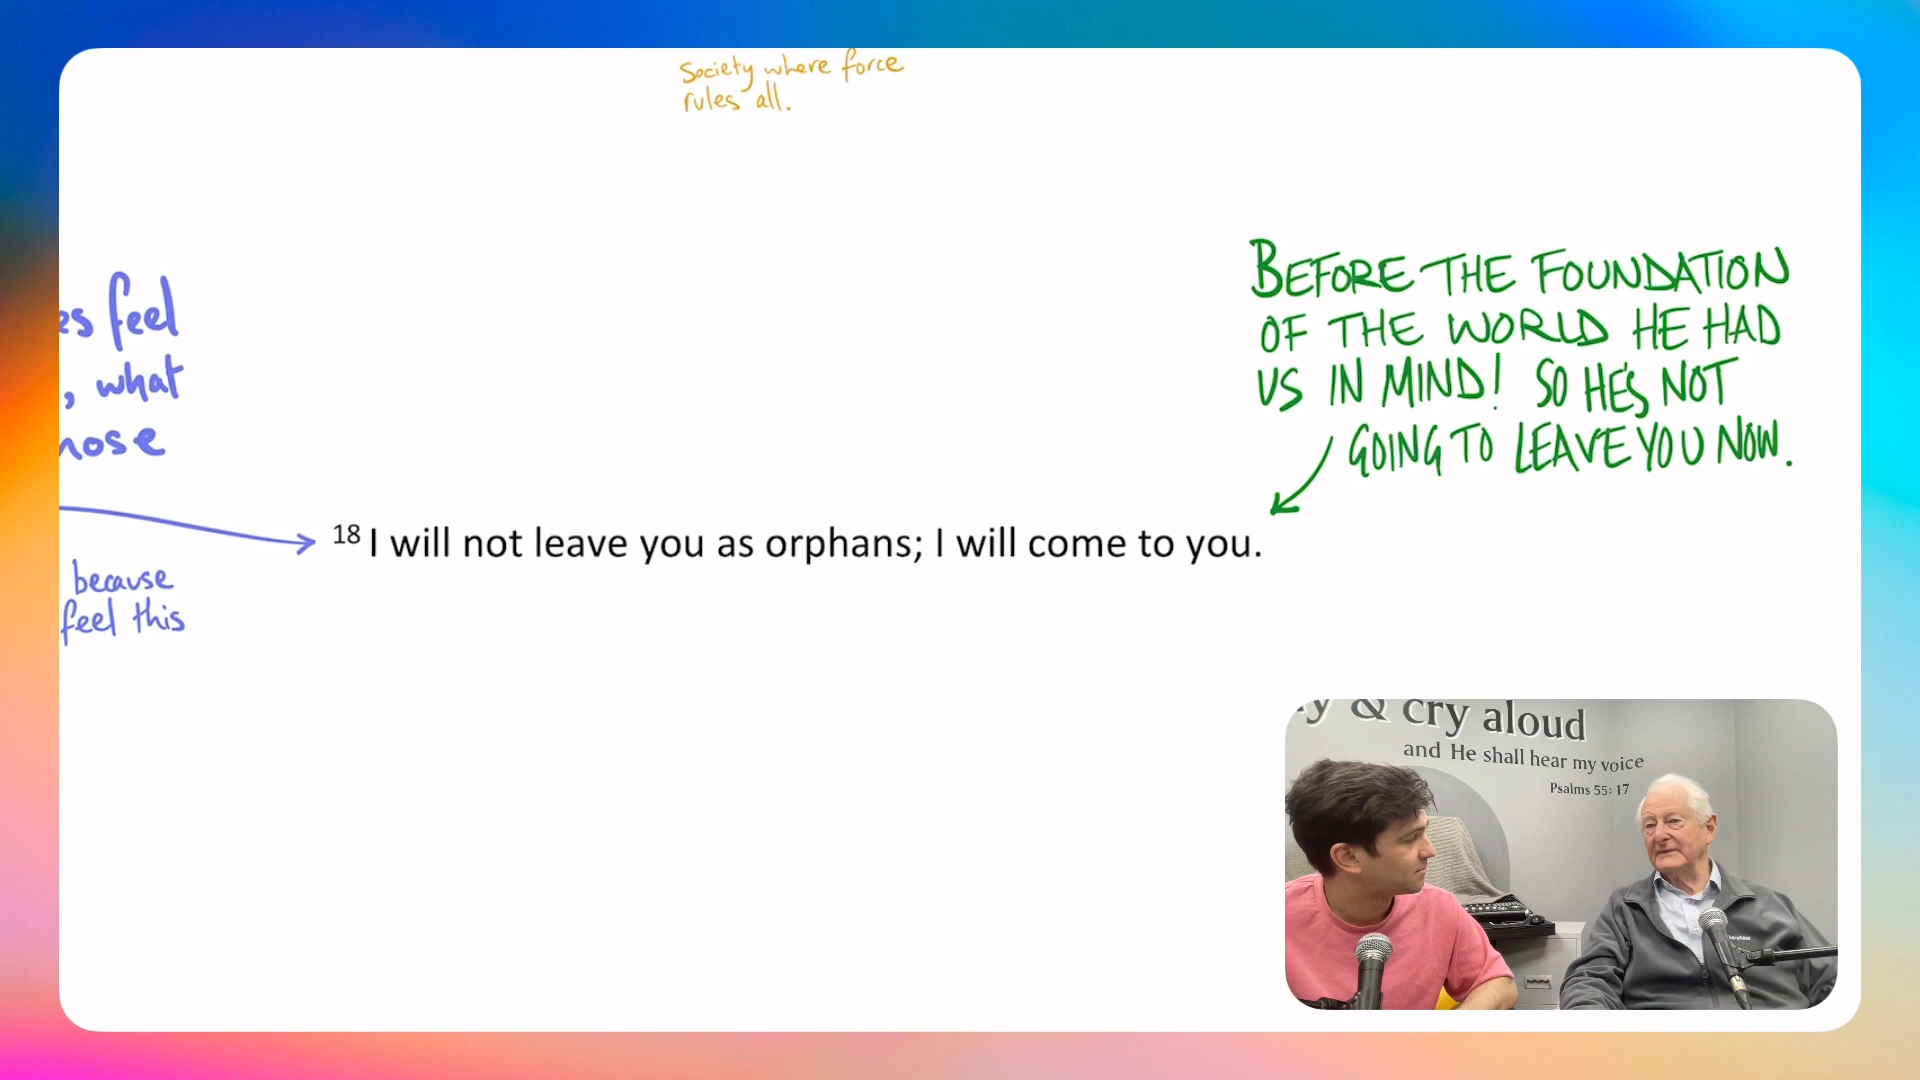 Society where force
rules all.
BEFORE THE FOUNDATION
OF THE WORLD HE HAD
US IN MIND! SO HE'S NOT
GOING TO LEAVE YOU NOW.
es feel
, what
hose
18 I will not leave you as orphans; I will come to you.
because
feel this
y & cry aloud
and He shall hear my voice
Psalms 55: 17